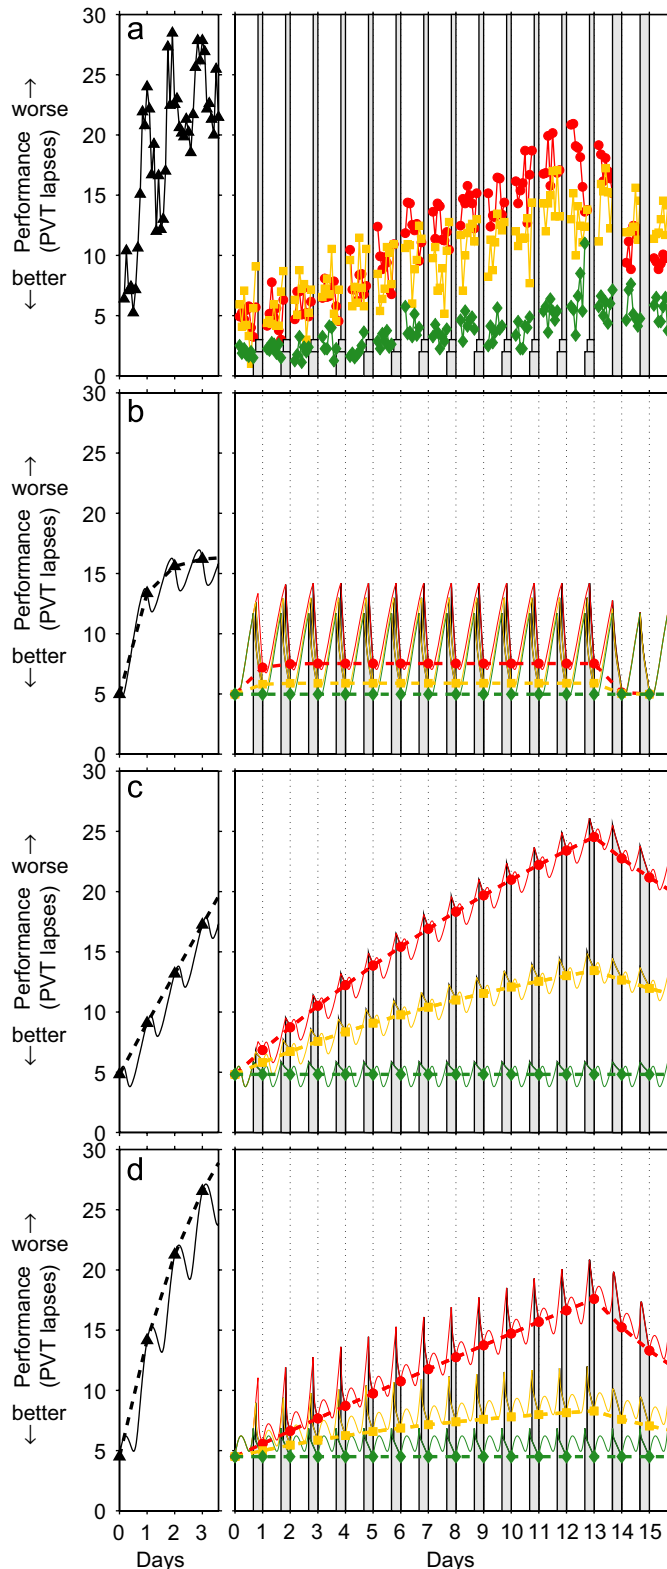 a
30
25
20
15
10
5
0
Performance
(PVT lapses)
← better
worse →
b
30
25
20
15
10
5
0
Performance
(PVT lapses)
← better
worse →
c
30
25
20
15
10
5
0
Performance
(PVT lapses)
← better
worse →
d
30
25
20
15
10
5
0
Performance
(PVT lapses)
← better
worse →
0 1 2 3
0 1 2 3 4 5 6 7 8 9 10 11 12 13 14 15
Days
Days